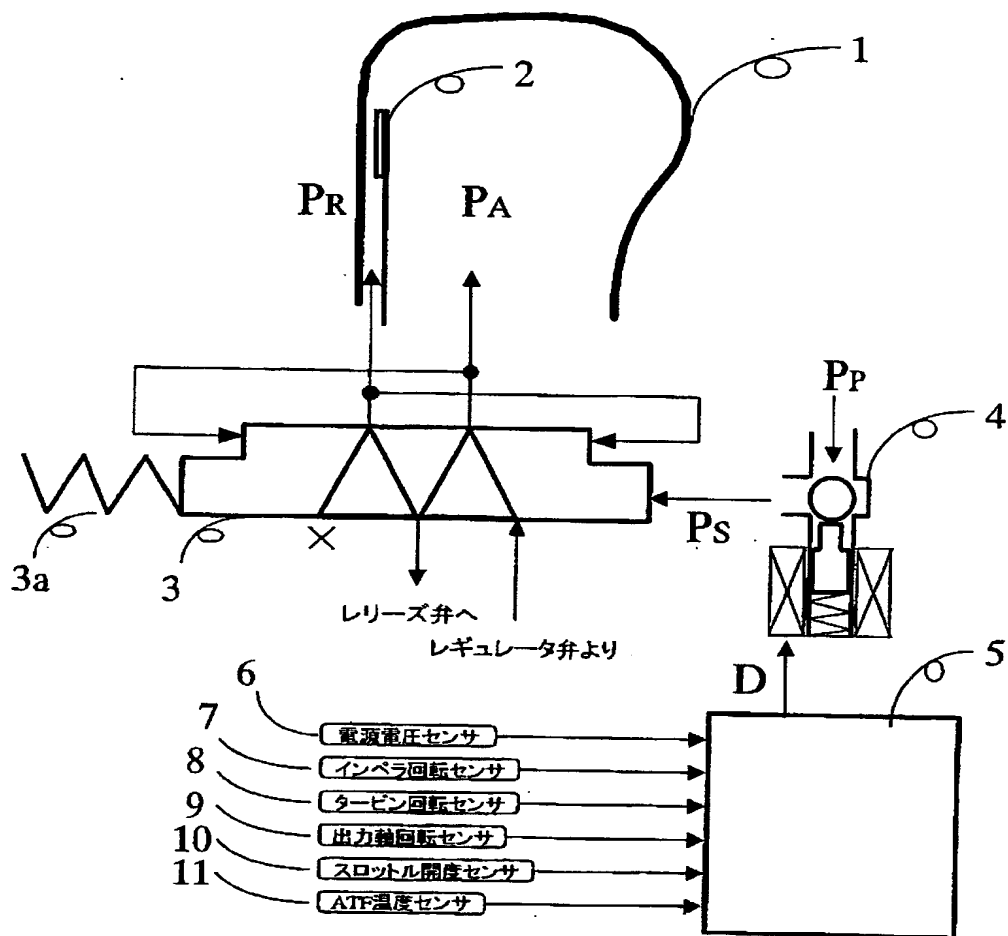 1
2
PR
PA
PP
4
PS
3a
3
レリーズ弁へ
レギュレータ弁より
D
5
6
電源電圧センサ
7
インペラ回転センサ
8
タービン回転センサ
9
出力軸回転センサ
10
スロットル開度センサ
11
ATF温度センサ